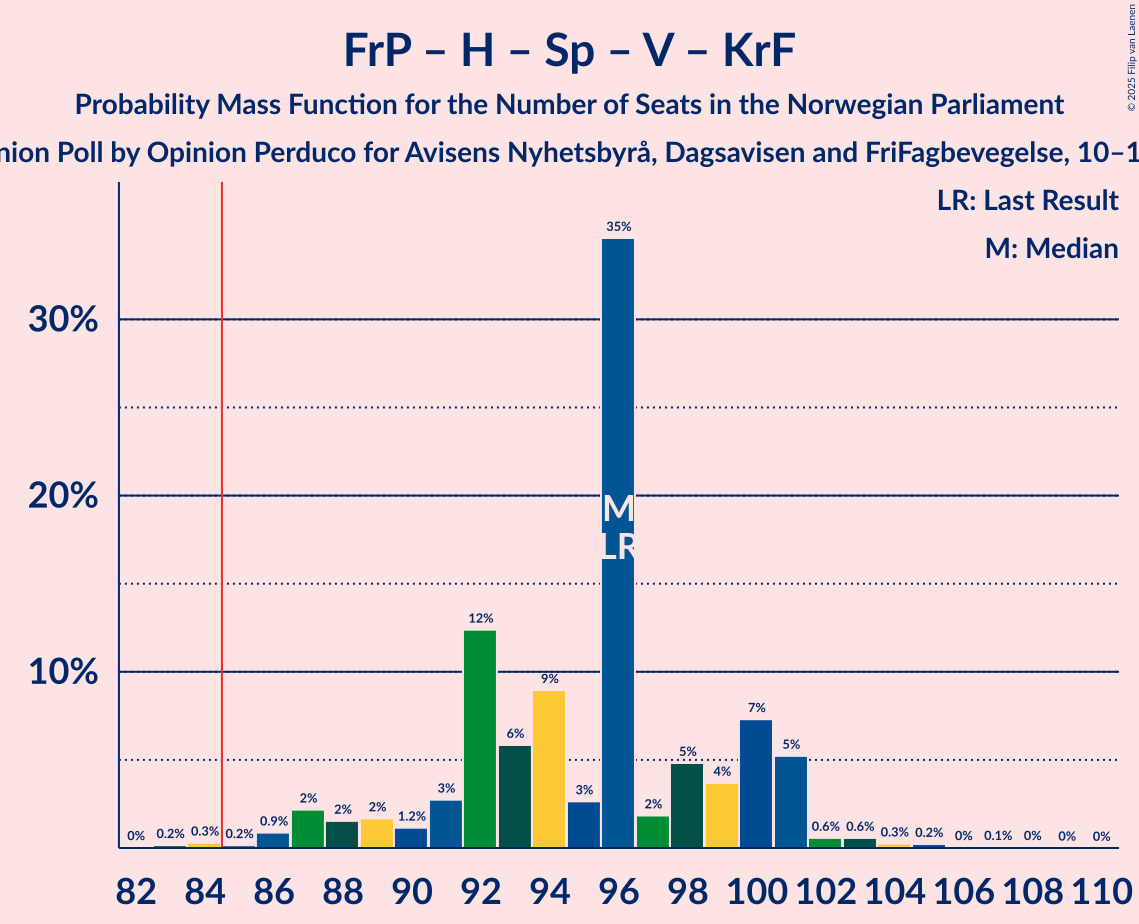 FrP – H – Sp – V – KrF
Probability Mass Function for the Number of Seats in the Norwegian Parliament
Poll by Opinion Perduco for Avisens Nyhetsbyrå, Dagsavisen and FriFagbevegelse,
© 2025 Filip van Laenen
LR: Last Result
M: Median
35%
30%
20%
M
LR
12%
10%
9%
7%
6%
5%
5%
4%
3%
3%
2%
2%
2%
2%
1.2%
0.9%
0.6%
0.6%
0% 0.2% 0.3% 0.2%
0.3% 0.2% 0% 0.1% 0% 0% 0%
82 84 86 88 90 92 94 96 98 100 102 104 106 108 110